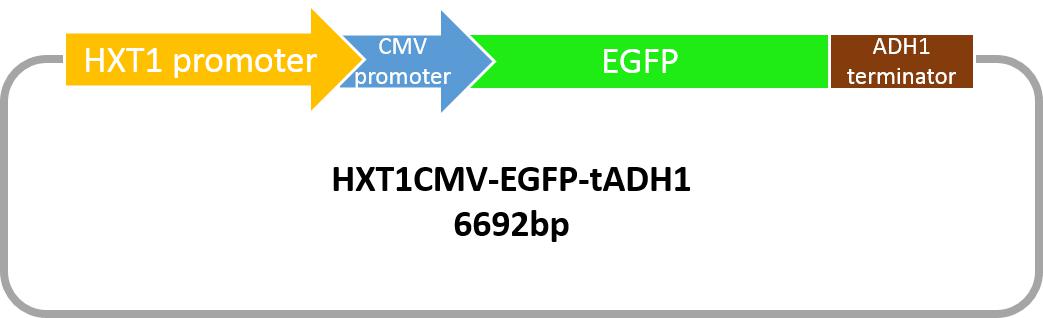 HXT1 promoter
CMV
promoter
EGFP
ADH1
terminator
HXT1CMV-EGFP-tADH1
6692bp